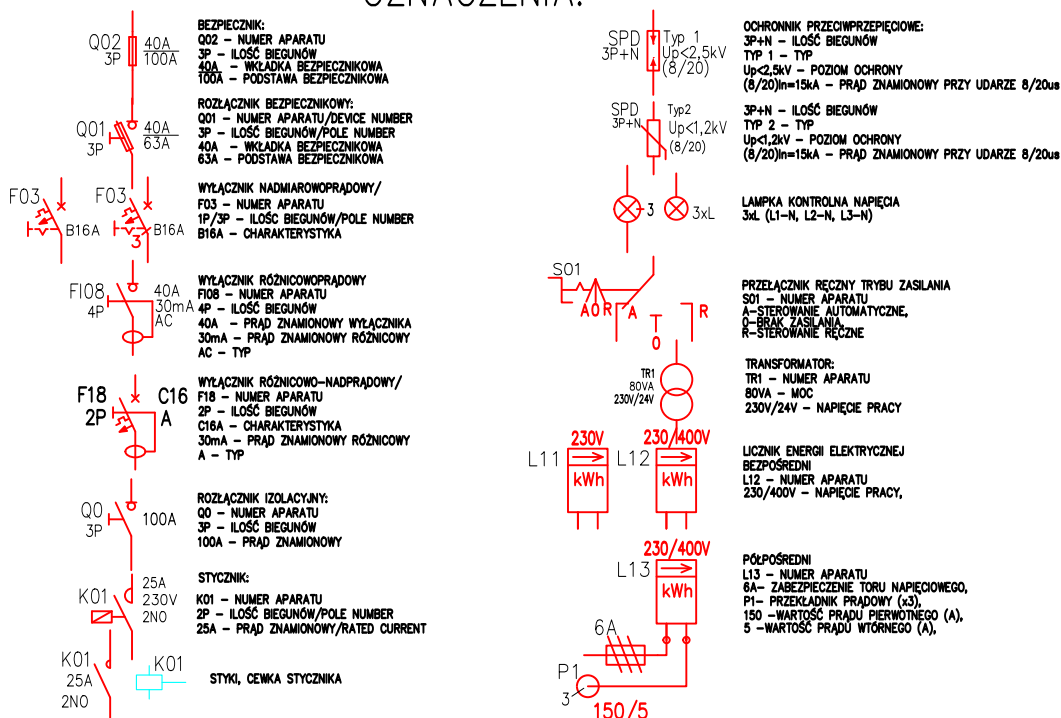 OZNACZENIA:
Q02
3P
40A
100A
BEZPIECZNIK:
Q02 – NUMER APARATU
3P – ILOŚĆ BIEGUNÓW
40A – WKŁADKA BEZPIECZNIKOWA
100A – PODSTAWA BEZPIECZNIKOWA
Q01
3P
40A
63A
ROZŁĄCZNIK BEZPIECZNIKOWY:
Q01 – NUMER APARATU/DEVICE NUMBER
3P – ILOŚĆ BIEGUNÓW/POLE NUMBER
40A – WKŁADKA BEZPIECZNIKOWA
63A – PODSTAWA BEZPIECZNIKOWA
F03
B16A
F03
3
B16A
WYŁĄCZNIK NADMIAROWOPRĄDOWY/
F03 – NUMER APARATU
1P/3P – ILOŚĆ BIEGUNÓW/POLE NUMBER
B16A – CHARAKTERYSTYKA
FI08
4P
40A
30mA
AC
WYŁĄCZNIK RÓŻNICOWOPRĄDOWY
FI08 – NUMER APARATU
4P – ILOŚĆ BIEGUNÓW
40A – PRĄD ZNAMIONOWY WYŁĄCZNIKA
30mA – PRĄD ZNAMIONOWY RÓŻNICOWY
AC – TYP
F18
2P
C16
A
WYŁĄCZNIK RÓŻNICOWO–NADPRĄDOWY/
F18 – NUMER APARATU
2P – ILOŚĆ BIEGUNÓW
C16A – CHARAKTERYSTYKA
30mA – PRĄD ZNAMIONOWY RÓŻNICOWY
A – TYP
Q0
3P
100A
ROZŁĄCZNIK IZOLACYJNY:
Q0 – NUMER APARATU
3P – ILOŚĆ BIEGUNÓW
100A – PRĄD ZNAMIONOWY
K01
25A
230V
2NO
STYCZNIK:
K01 – NUMER APARATU
2P – ILOŚĆ BIEGUNÓW/POLE NUMBER
25A – PRĄD ZNAMIONOWY/RATED CURRENT
K01
25A
2NO
K01
STYKI, CEWKA STYCZNIKA
SPD
3P+N
Typ 1
Up<2,5kV
(8/20)
OCHRONNIK PRZECIWPRZEPIĘCIOWE:
3P+N – ILOŚĆ BIEGUNÓW
TYP 1 – TYP
Up<2,5kV – POZIOM OCHRONY
(8/20)In=15kA – PRĄD ZNAMIONOWY PRZY UDARZE 8/20us
SPD
3P+N
Typ2
Up<1,2kV
(8/20)
3P+N – ILOŚĆ BIEGUNÓW
TYP 2 – TYP
Up<1,2kV – POZIOM OCHRONY
(8/20)In=15kA – PRĄD ZNAMIONOWY PRZY UDARZE 8/20us
3
3xL
LAMPKA KONTROLNA NAPIĘCIA
3xL (L1–N, L2–N, L3–N)
S01
A O R
A
0
R
PRZEŁĄCZNIK RĘCZNY TRYBU ZASILANIA
S01 – NUMER APARATU
A–STEROWANIE AUTOMATYCZNE,
O–BRAK ZASILANIA,
R–STEROWANIE RĘCZNE
TR1
80VA
230V/24V
TRANSFORMATOR:
TR1 – NUMER APARATU
80VA – MOC
230V/24V – NAPIĘCIE PRACY
L11
230V
kWh
L12
230/400V
kWh
LICZNIK ENERGII ELEKTRYCZNEJ
BEZPOŚREDNI
L12 – NUMER APARATU
230/400V – NAPIĘCIE PRACY,
L13
230/400V
kWh
6A
P1
3
150/5
PÓŁPOŚREDNI
L13 – NUMER APARATU
6A– ZABEZPIECZENIE TORU NAPIĘCIOWEGO,
P1– PRZEKŁADNIK PRĄDOWY (x3),
150 –WARTOŚĆ PRĄDU PIERWOTNEGO (A),
5 –WARTOŚĆ PRĄDU WTÓRNEGO (A),